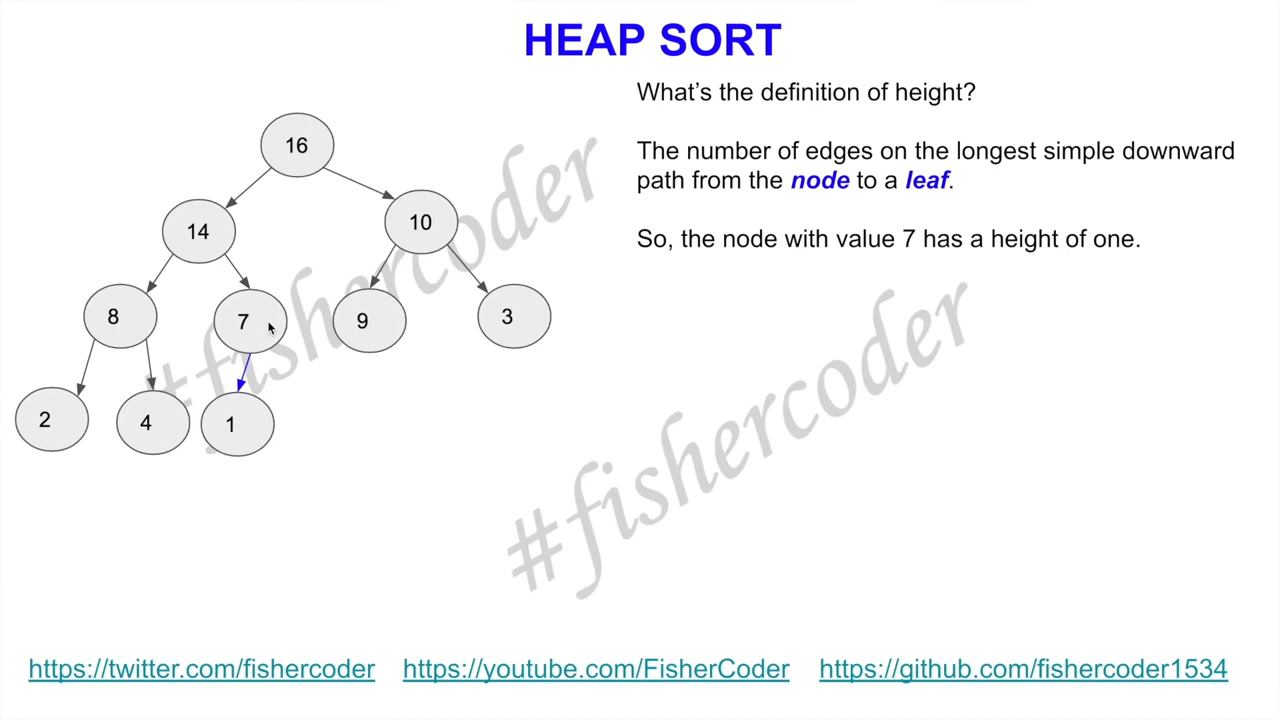 HEAP SORT
What's the definition of height?
The number of edges on the longest simple downward
path from the node to a leaf.
So, the node with value 7 has a height of one.
16
14
10
8
7
9
3
2
4
1
#fishercoder
#fishercoder
https://twitter.com/fishercoder
https://youtube.com/FisherCoder
https://github.com/fishercoder1534